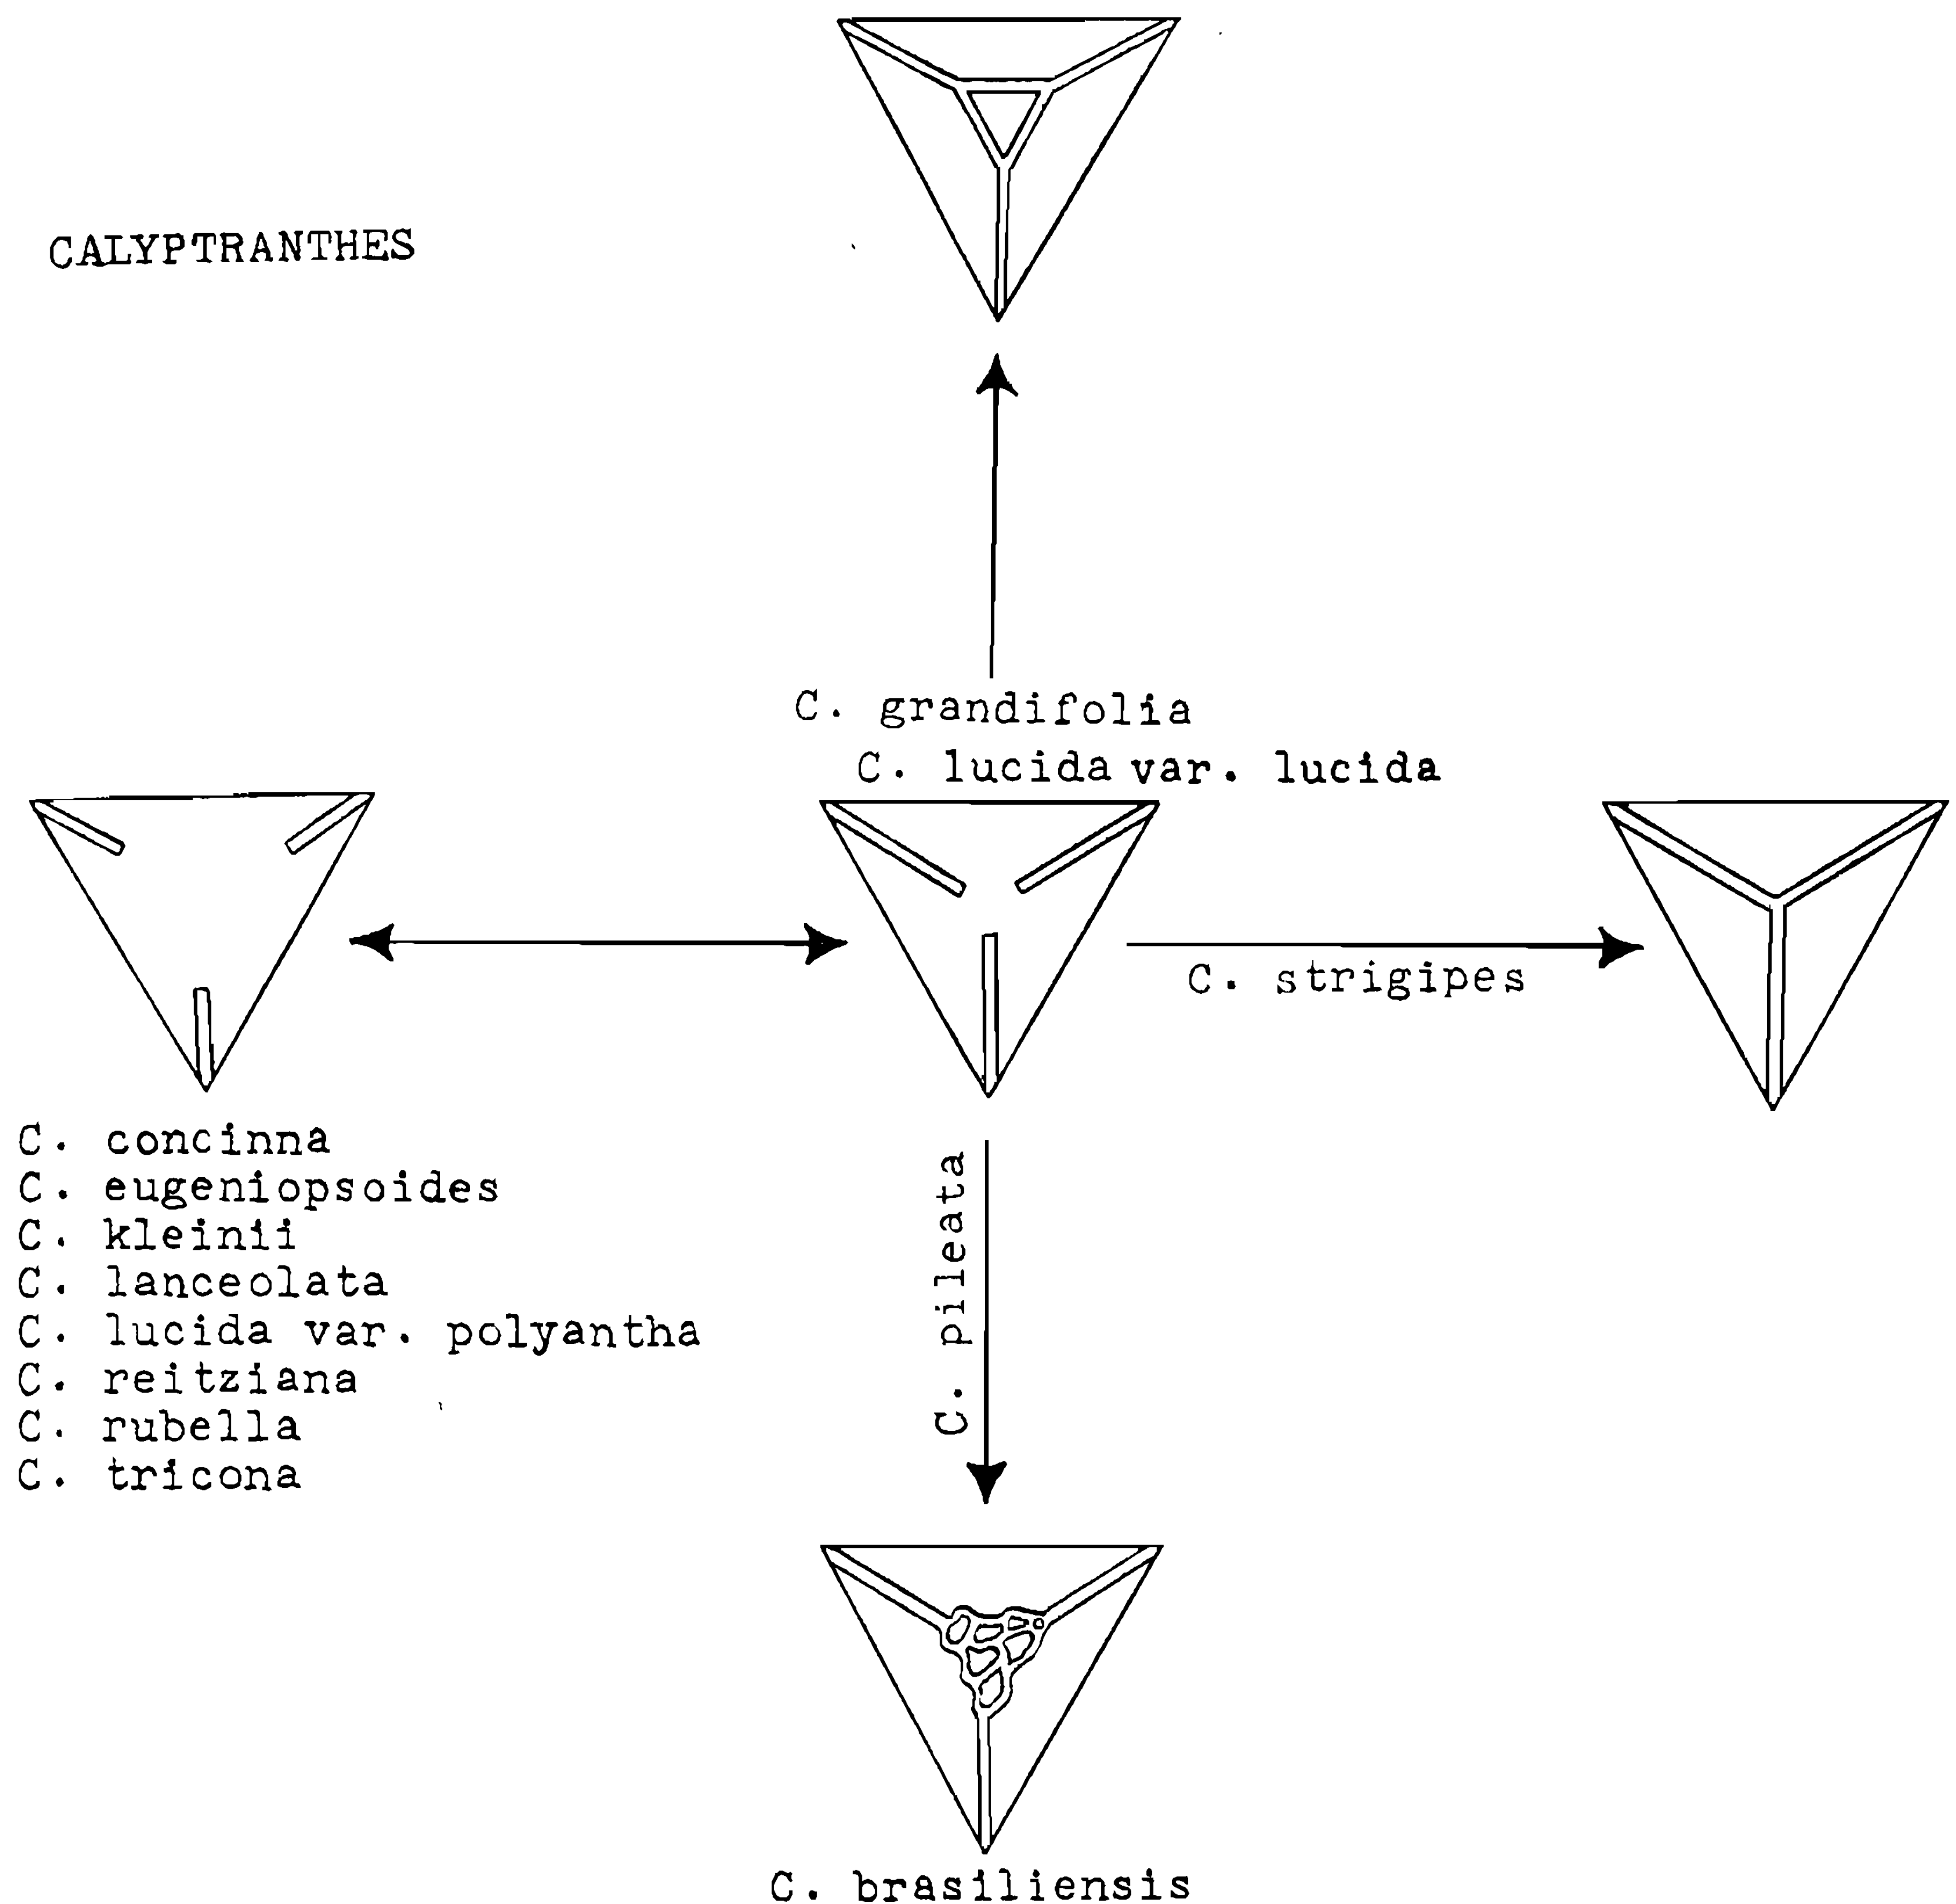 CALYPTRANTHES
C. grandifolia
C. lucida var. lucida
C. strigipes
C. concinna
C. eugeniopsoides
C. kleinii
C. lanceolata
C. lucida var. polyantha
C. reitziana
C. rubella
C. tricona
C. pileata
C. brasiliensis